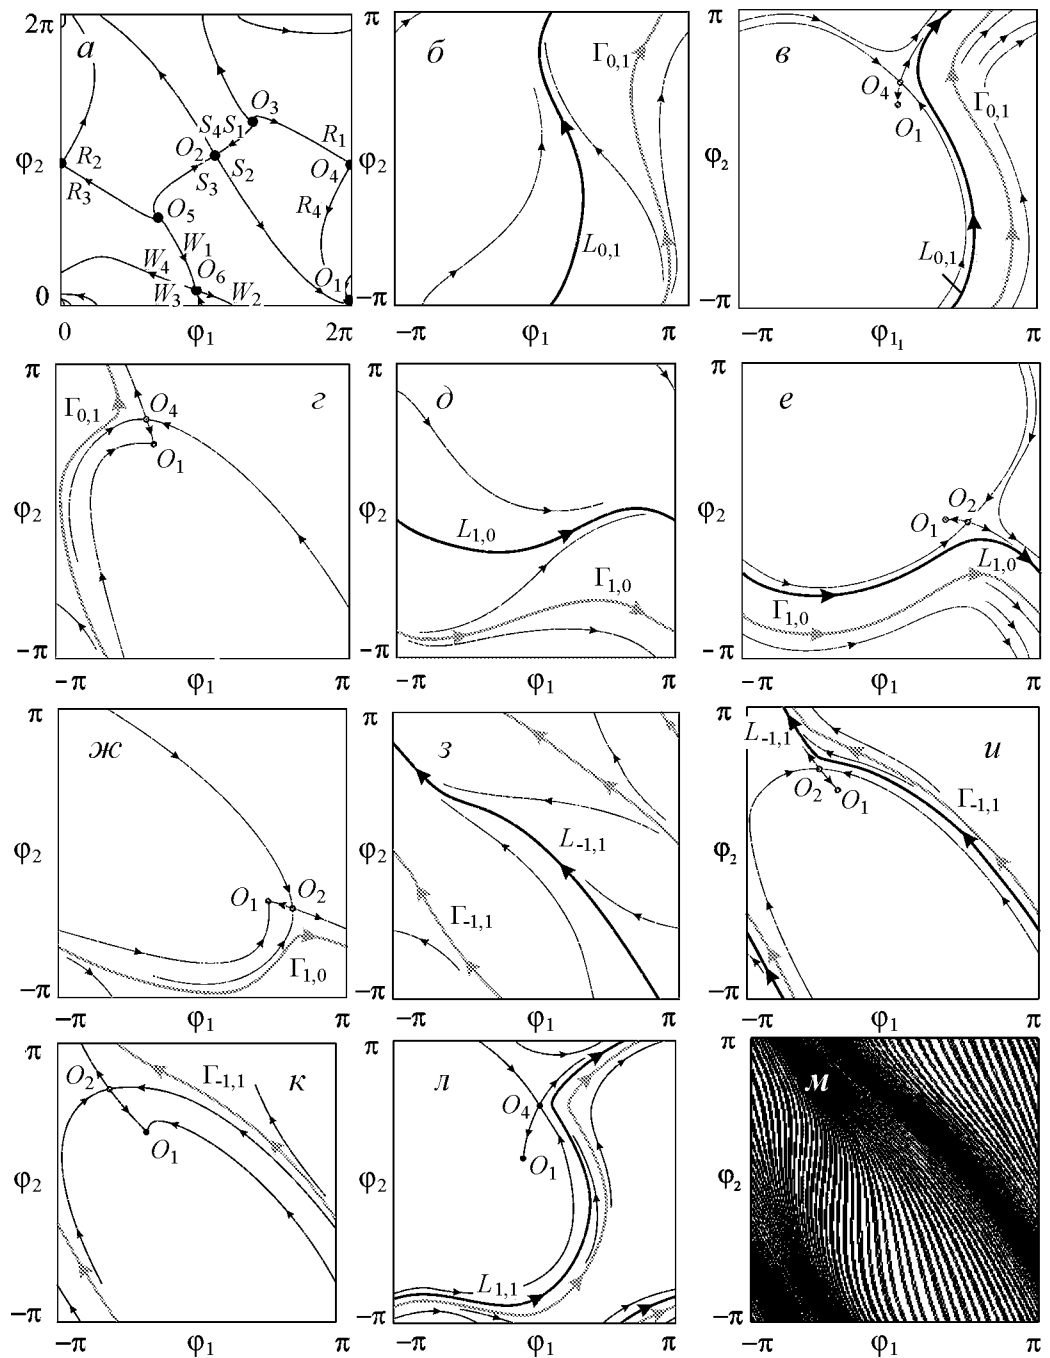 2π
а
O₃
S₄
S₁
R₁
O₂
S₂
O₄
φ₂
R₂
S₃
R₃
O₅
R₄
W₁
W₄
O₆
O₁
W₃
W₂
0
0
φ₁
2π
π
б
Γ₀,₁
φ₂
L₀,₁
−π
−π
φ₁
π
π
в
O₄
O₁
Γ₀,₁
φ₂
L₀,₁
−π
−π
φ₁₁
π
π
г
Γ₀,₁
O₄
O₁
φ₂
−π
−π
φ₁
π
π
д
φ₂
L₁,₀
Γ₁,₀
−π
−π
φ₁
π
π
е
φ₂
O₁
O₂
L₁,₀
Γ₁,₀
−π
−π
φ₁
π
π
ж
φ₂
O₁
O₂
Γ₁,₀
−π
−π
φ₁
π
π
з
φ₂
L₋₁,₁
Γ₋₁,₁
−π
−π
φ₁
π
π
L₋₁,₁
и
O₂
O₁
Γ₋₁,₁
φ₂
−π
−π
φ₁
π
π
O₂
Γ₋₁,₁
к
O₁
φ₂
−π
−π
φ₁
π
π
л
O₄
O₁
φ₂
L₁,₁
−π
−π
φ₁
π
π
м
φ₂
−π
−π
φ₁
π